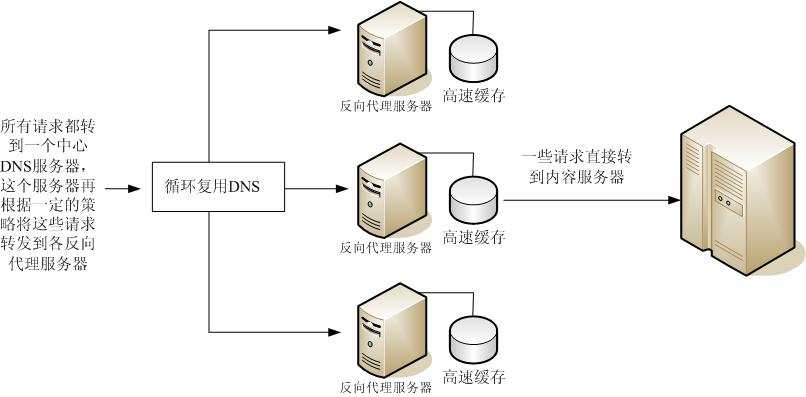 所有请求都转
到一个中心
DNS服务器，
这个服务器再
根据一定的策
略将这些请求
转发到各反向
代理服务器
循环复用DNS
反向代理服务器
高速缓存
反向代理服务器
高速缓存
一些请求直接转
到内容服务器
反向代理服务器
高速缓存